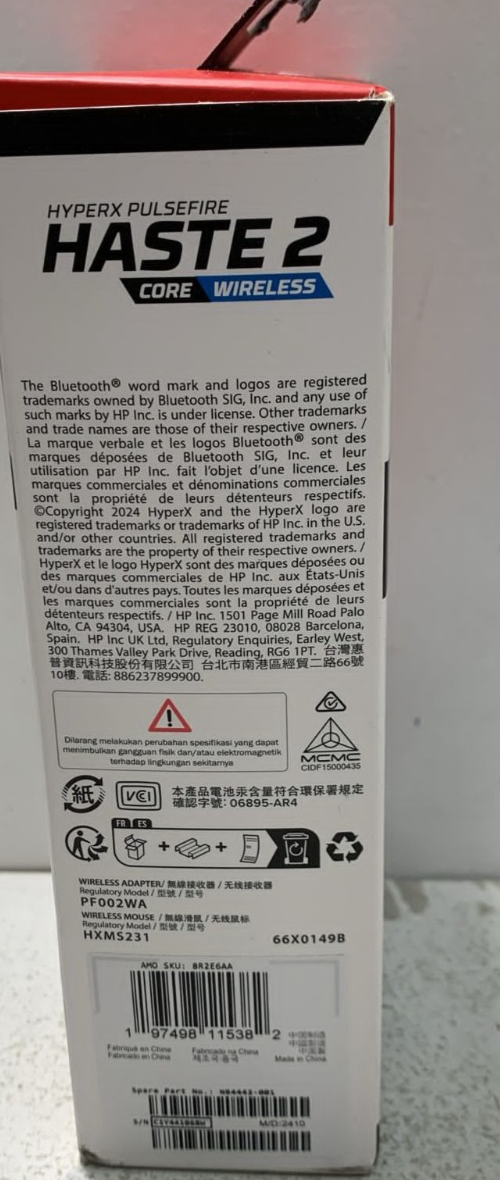 HYPERX PULSEFIRE
HASTE 2
CORE WIRELESS
The Bluetooth® word mark and logos are registered
trademarks owned by Bluetooth SIG, Inc. and any use of
such marks by HP Inc. is under license. Other trademarks
and trade names are those of their respective owners. /
La marque verbale et les logos Bluetooth® sont des
marques déposées de Bluetooth SIG, Inc. et leur
utilisation par HP Inc. fait l'objet d'une licence. Les
marques commerciales et dénominations commerciales
sont la propriété de leurs détenteurs respectifs.
©Copyright 2024 HyperX and the HyperX logo are
registered trademarks or trademarks of HP Inc. in the U.S.
and/or other countries. All registered trademarks and
trademarks are the property of their respective owners. /
HyperX et le logo HyperX sont des marques déposées ou
des marques commerciales de HP Inc. aux États-Unis
et/ou dans d'autres pays. Toutes les marques déposées et
les marques commerciales sont la propriété de leurs
détenteurs respectifs. / HP Inc. 1501 Page Mill Road Palo
Alto, CA 94304, USA. HP REG 23010, 08028 Barcelona,
Spain. HP Inc UK Ltd, Regulatory Enquiries, Earley West,
300 Thames Valley Park Drive, Reading, RG6 1PT. 台灣惠
普資訊科技股份有限公司 台北市南港區經貿二路66號
10樓. 電話: 886237899900.
Dilarang melakukan perubahan spesifikasi yang dapat
menimbulkan gangguan fisik dan/atau elektromagnetik
terhadap lingkungan sekitarnya
MCMC
CIDF15000435
紙
VCI
本產品電池汞含量符合環保署規定
確認字號: 06895-AR4
FR ES
WIRELESS ADAPTER/ 無線接收器 / 无线接收器
Regulatory Model / 型號 / 型号
PF002WA
WIRELESS MOUSE / 無線滑鼠 / 无线鼠标
Regulatory Model / 型號 / 型号
HXMS231
66X0149B
AMO SKU: 8R2E6AA
1 97498 11538 2
Fabriqué en Chine
Fabricado en China
Fabricado na China
Made in China
Spare Part No.:
S/N
M/D:2410